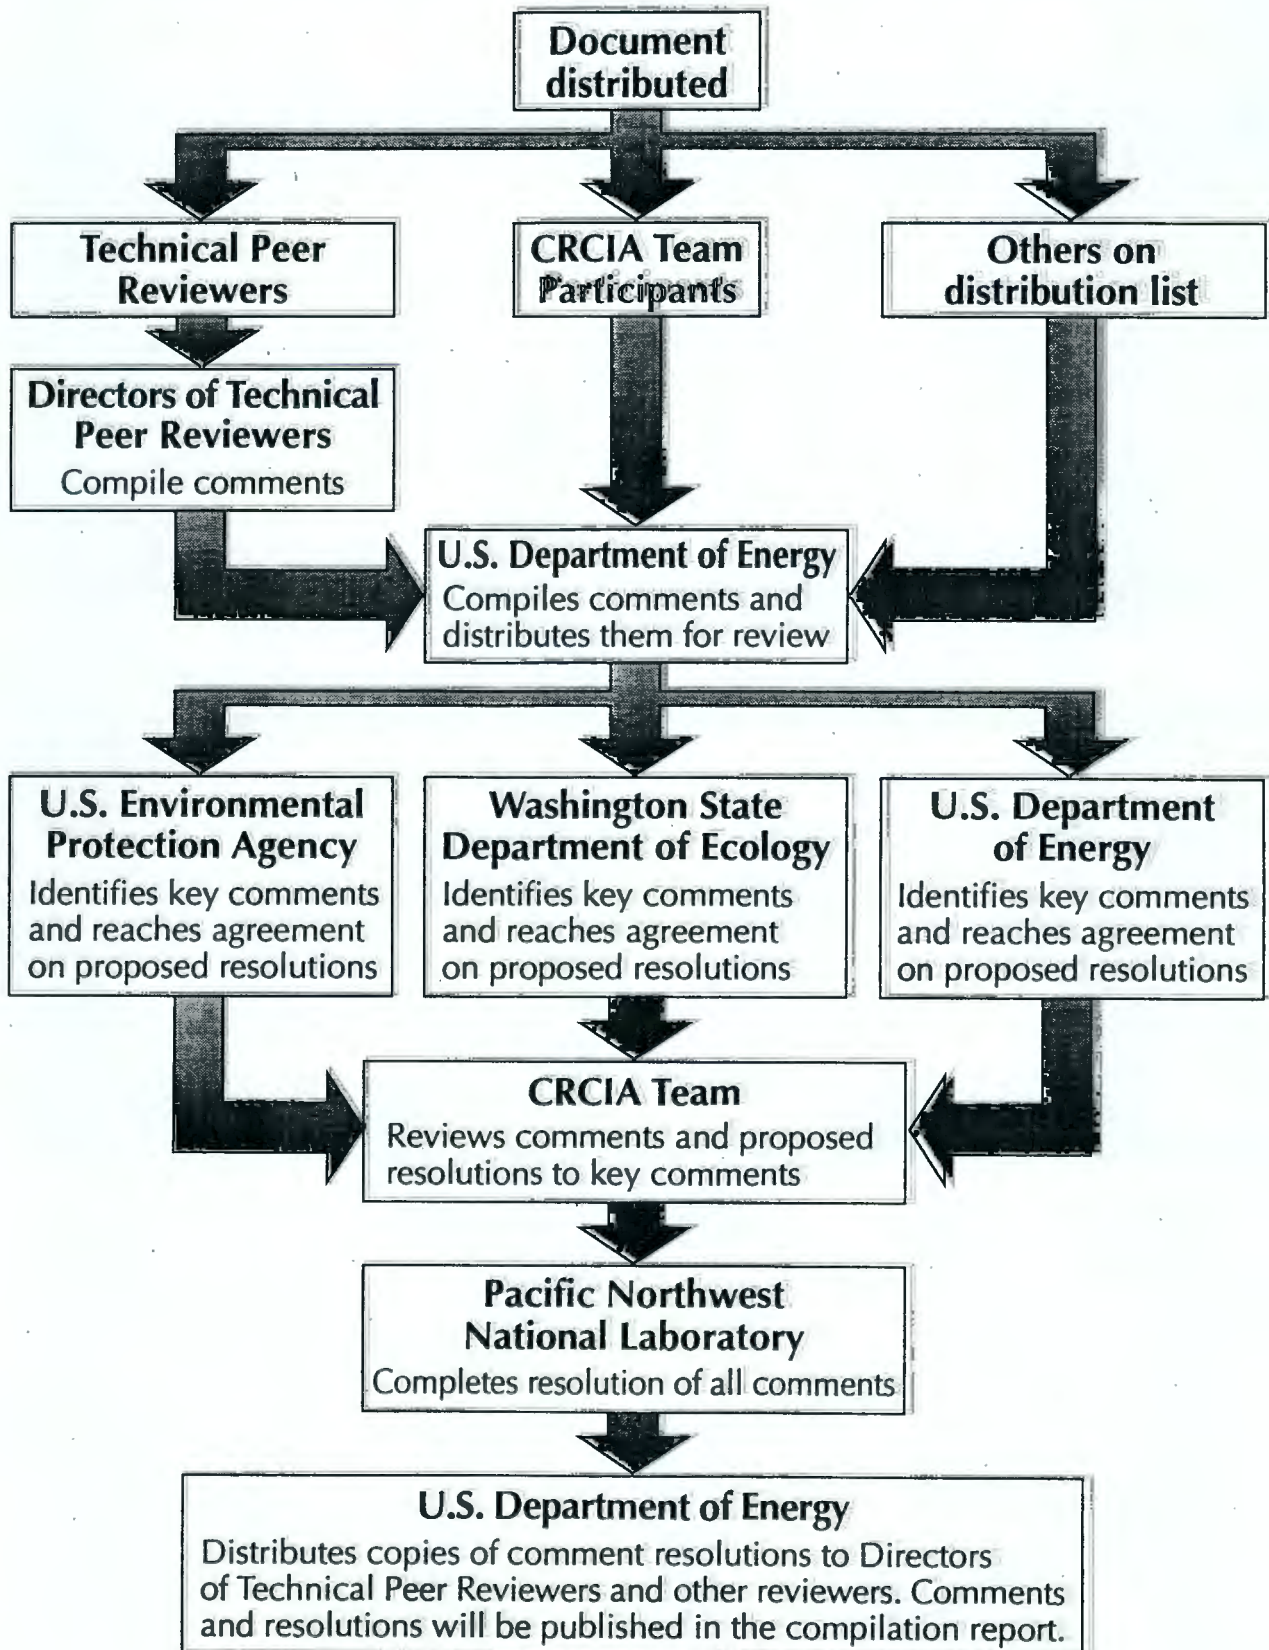 Document
distributed
Technical Peer
Reviewers
CRCIA Team
Participants
Others on
distribution list
Directors of Technical
Peer Reviewers
Compile comments
U.S. Department of Energy
Compiles comments and
distributes them for review
U.S. Environmental
Protection Agency
Identifies key comments
and reaches agreement
on proposed resolutions
Washington State
Department of Ecology
Identifies key comments
and reaches agreement
on proposed resolutions
U.S. Department
of Energy
Identifies key comments
and reaches agreement
on proposed resolutions
CRCIA Team
Reviews comments and proposed
resolutions to key comments
Pacific Northwest
National Laboratory
Completes resolution of all comments
U.S. Department of Energy
Distributes copies of comment resolutions to Directors
of Technical Peer Reviewers and other reviewers. Comments
and resolutions will be published in the compilation report.